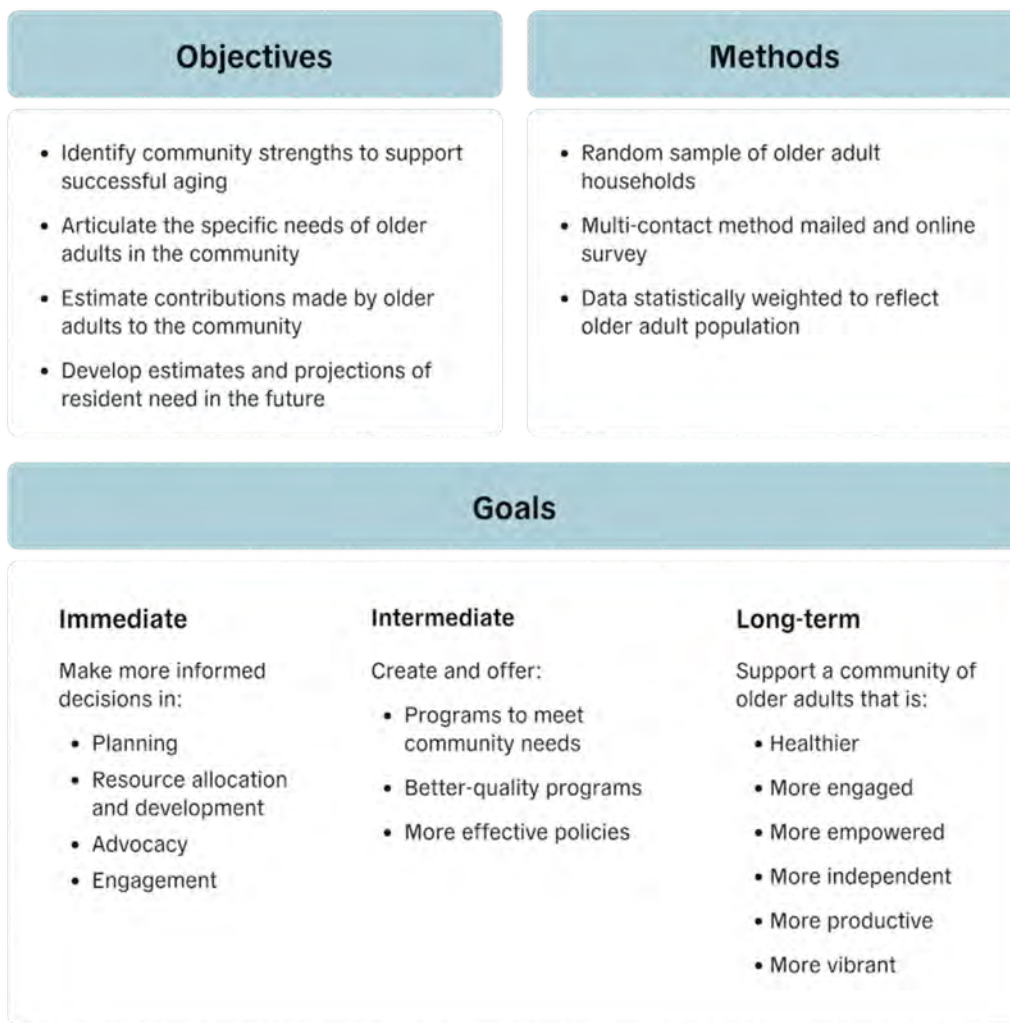 Objectives
• Identify community strengths to support
successful aging
• Articulate the specific needs of older
adults in the community
• Estimate contributions made by older
adults to the community
• Develop estimates and projections of
resident need in the future
Methods
• Random sample of older adult
households
• Multi-contact method mailed and online
survey
• Data statistically weighted to reflect
older adult population
Goals
Immediate
Make more informed
decisions in:
• Planning
• Resource allocation
and development
• Advocacy
• Engagement
Intermediate
Create and offer:
• Programs to meet
community needs
• Better-quality programs
• More effective policies
Long-term
Support a community of
older adults that is:
• Healthier
• More engaged
• More empowered
• More independent
• More productive
• More vibrant